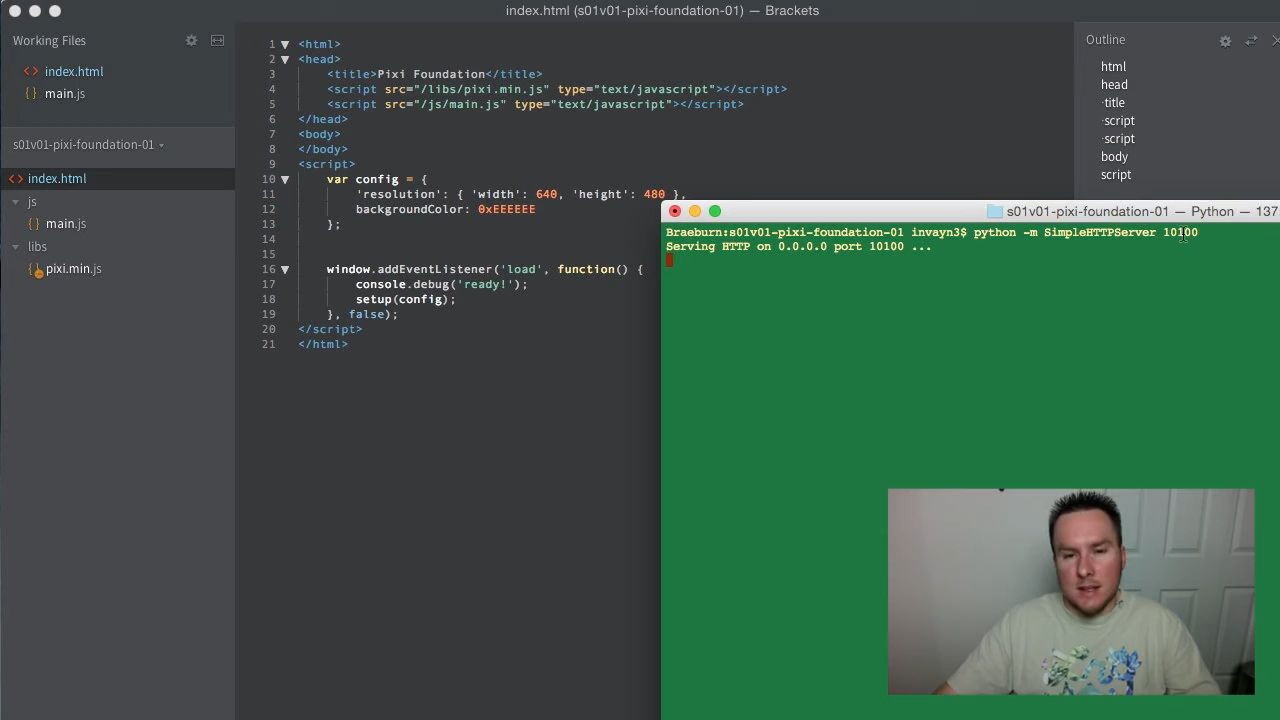 index.html (s01v01-pixi-foundation-01) — Brackets
Working Files
index.html
main.js
s01v01-pixi-foundation-01
index.html
js
main.js
libs
pixi.min.js
1 <html>
2 <head>
3 <title>Pixi Foundation</title>
4 <script src="/libs/pixi.min.js" type="text/javascript"></script>
5 <script src="/js/main.js" type="text/javascript"></script>
6 </head>
7 <body>
8 </body>
9 <script>
10 var config = {
11 'resolution': { 'width': 640, 'height': 480 },
12 backgroundColor: 0xEEEEEE
13 };
14
15
16 window.addEventListener('load', function() {
17 console.debug('ready!');
18 setup(config);
19 }, false);
20 </script>
21 </html>
Outline
html
head
·title
·script
·script
body
script
s01v01-pixi-foundation-01 — Python — 137
Braeburn:s01v01-pixi-foundation-01 invayn3$ python -m SimpleHTTPServer 10100
Serving HTTP on 0.0.0.0 port 10100 ...